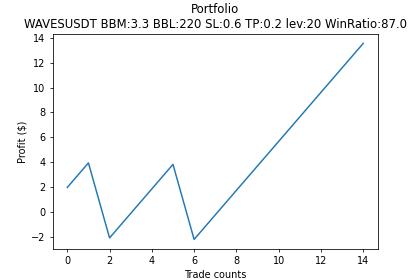 Portfolio
WAVESUSDT BBM:3.3 BBL:220 SL:0.6 TP:0.2 lev:20 WinRatio:87.0
14
12
10
8
6
4
2
0
−2
Profit ($)
0 2 4 6 8 10 12 14
Trade counts